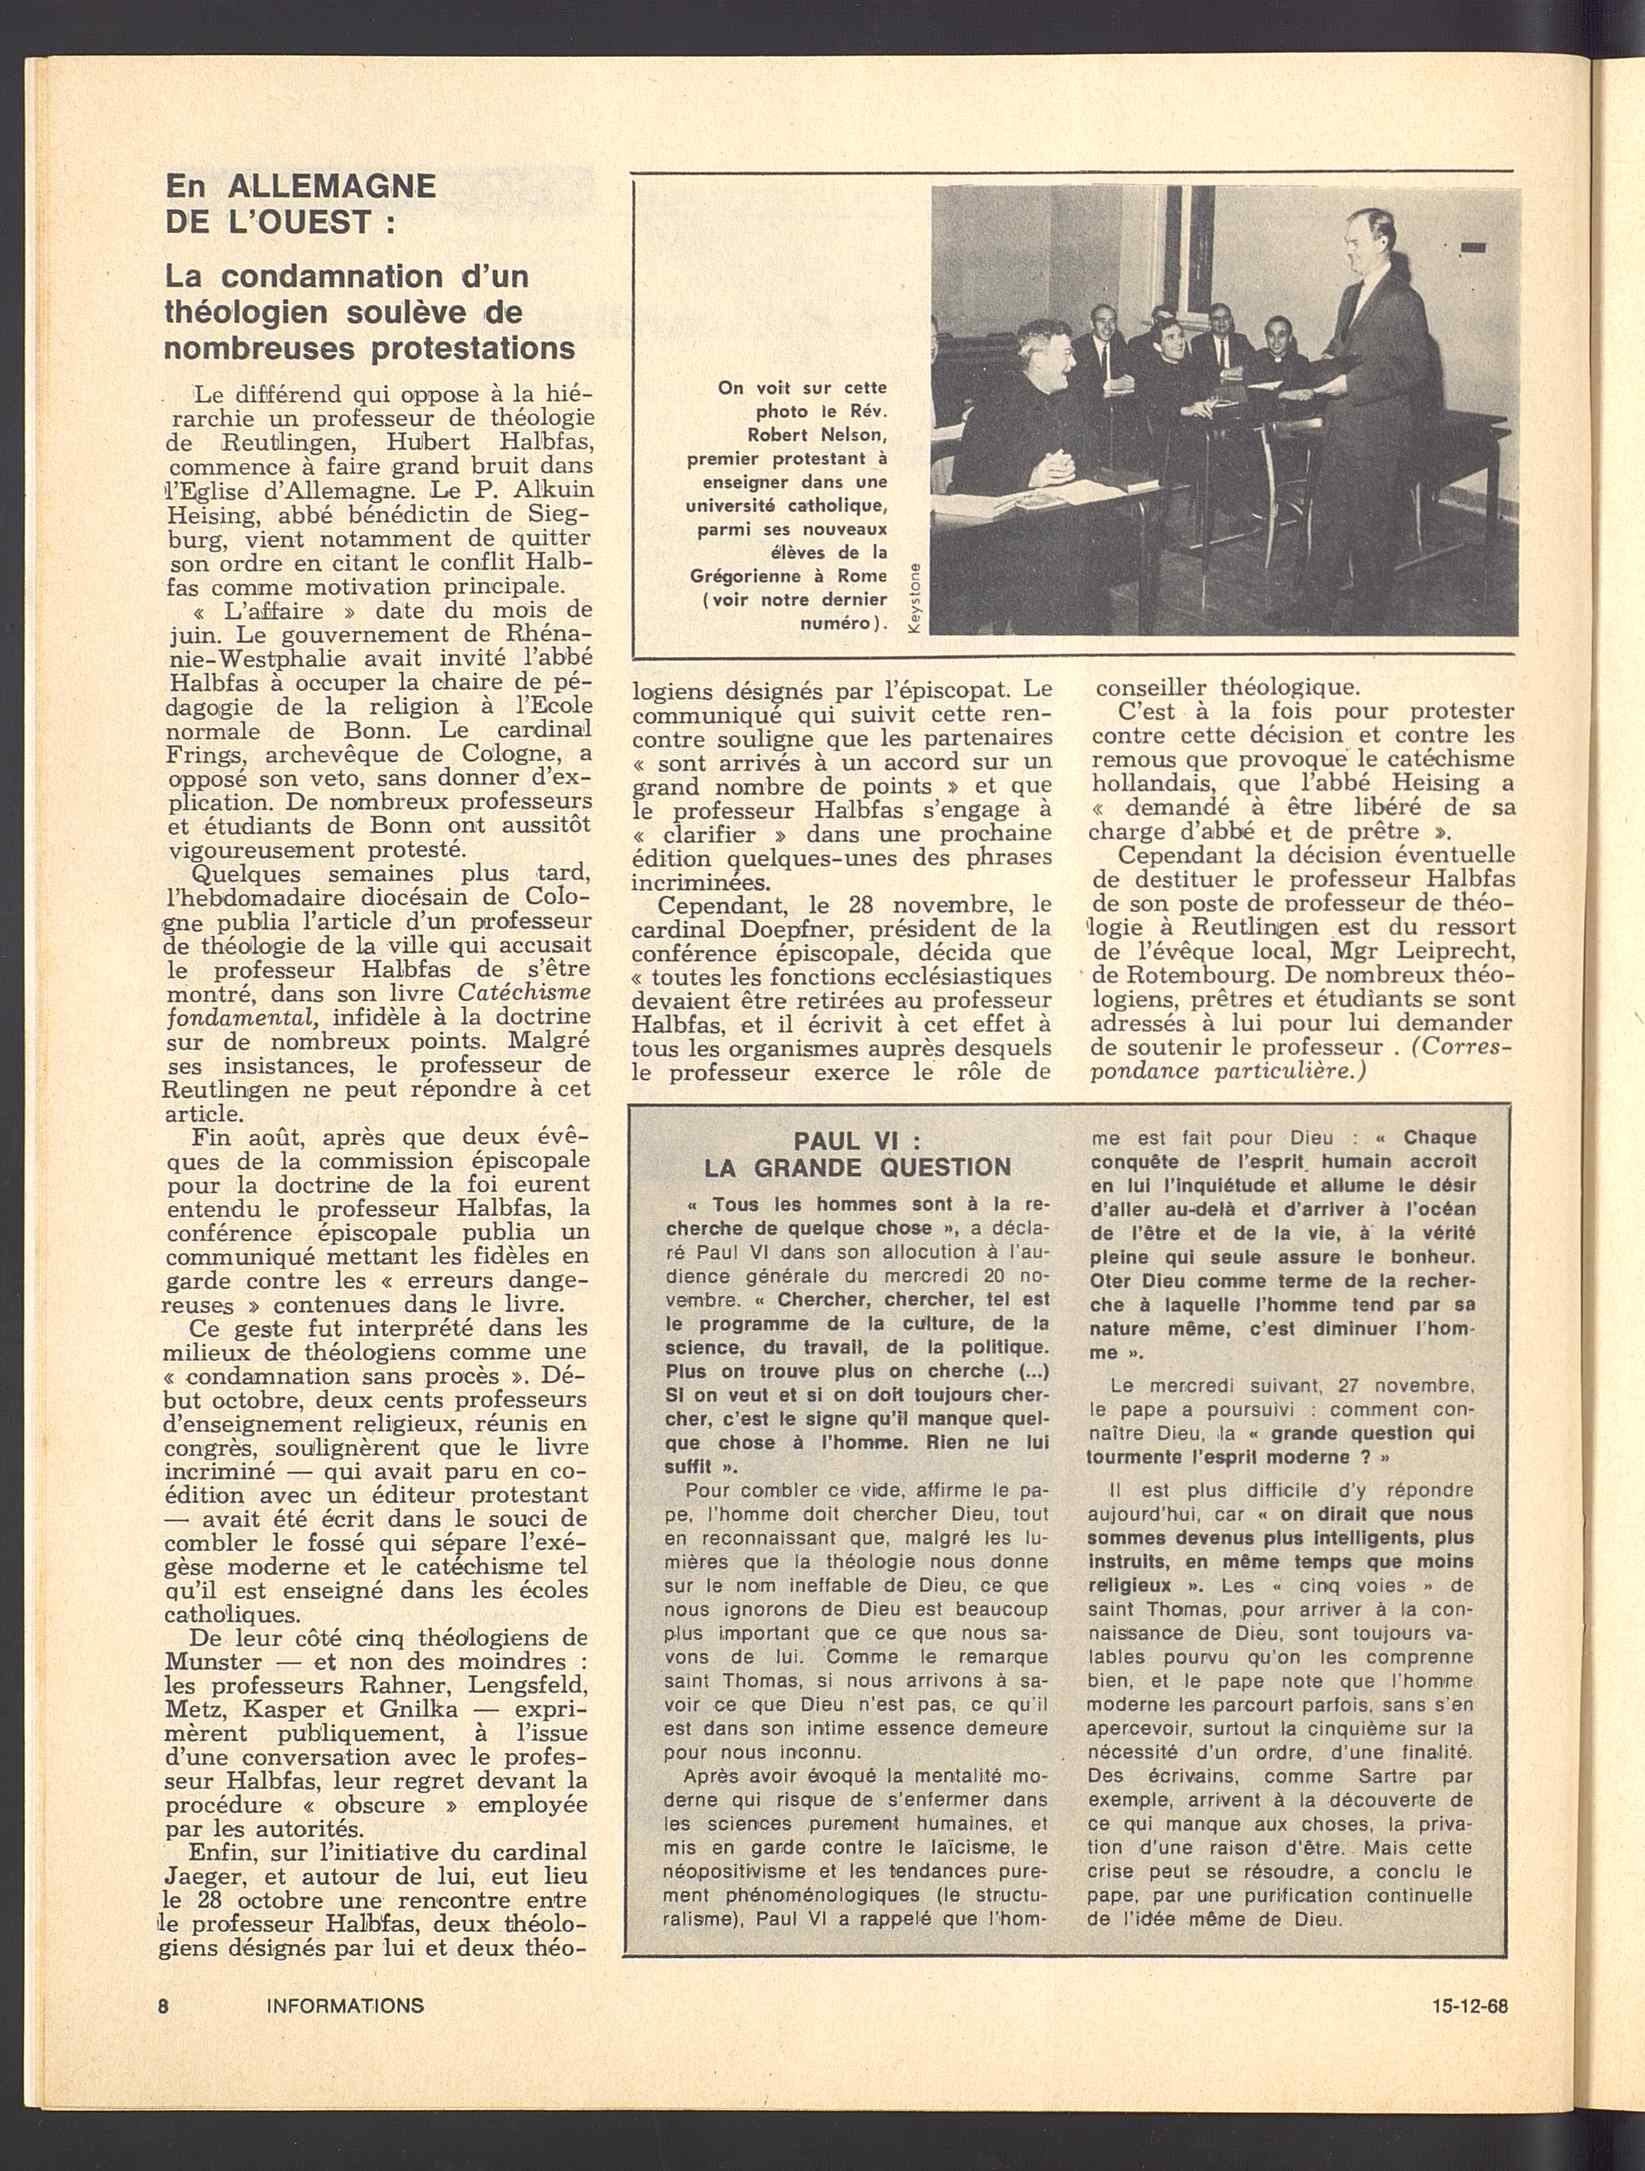 En ALLEMAGNE
DE L'OUEST :
La condamnation d'un
théologien soulève de
nombreuses protestations
Le différend qui oppose à la hié-
rarchie un professeur de théologie
de Reutlingen, Hubert Halbfas,
commence à faire grand bruit dans
l'Eglise d'Allemagne. Le P. Alkuin
Heising, abbé bénédictin de Sieg-
burg, vient notamment de quitter
son ordre en citant le conflit Halb-
fas comme motivation principale.
« L'affaire » date du mois de
juin. Le gouvernement de Rhéna-
nie-Westphalie avait invité l'abbé
Halbfas à occuper la chaire de pé-
dagogie de la religion à l'Ecole
normale de Bonn. Le cardinal
Frings, archevêque de Cologne, a
opposé son veto, sans donner d'ex-
plication. De nombreux professeurs
et étudiants de Bonn ont aussitôt
vigoureusement protesté.
Quelques semaines plus tard,
l'hebdomadaire diocésain de Colo-
gne publia l'article d'un professeur
de théologie de la ville qui accusait
le professeur Halbfas de s'être
montré, dans son livre Catéchisme
fondamental, infidèle à la doctrine
sur de nombreux points. Malgré
ses insistances, le professeur de
Reutlingen ne peut répondre à cet
article.
Fin août, après que deux évê-
ques de la commission épiscopale
pour la doctrine de la foi eurent
entendu le professeur Halbfas, la
conférence épiscopale publia un
communiqué mettant les fidèles en
garde contre les « erreurs dange-
reuses » contenues dans le livre.
Ce geste fut interprété dans les
milieux de théologiens comme une
« condamnation sans procès ». Dé-
but octobre, deux cents professeurs
d'enseignement religieux, réunis en
congrès, soulignèrent que le livre
incriminé — qui avait paru en co-
édition avec un éditeur protestant
— avait été écrit dans le souci de
combler le fossé qui sépare l'exé-
gèse moderne et le catéchisme tel
qu'il est enseigné dans les écoles
catholiques.
De leur côté cinq théologiens de
Munster — et non des moindres :
les professeurs Rahner, Lengsfeld,
Metz, Kasper et Gnilka — expri-
mèrent publiquement, à l'issue
d'une conversation avec le profes-
seur Halbfas, leur regret devant la
procédure « obscure » employée
par les autorités.
Enfin, sur l'initiative du cardinal
Jaeger, et autour de lui, eut lieu
le 28 octobre une rencontre entre
le professeur Halbfas, deux théolo-
giens désignés par lui et deux théo-
On voit sur cette
photo le Rév.
Robert Nelson,
premier protestant à
enseigner dans une
université catholique,
parmi ses nouveaux
élèves de la
Grégorienne à Rome
(voir notre dernier
numéro).
Keystone
logiens désignés par l'épiscopat. Le
communiqué qui suivit cette ren-
contre souligne que les partenaires
« sont arrivés à un accord sur un
grand nombre de points » et que
le professeur Halbfas s'engage à
« clarifier » dans une prochaine
édition quelques-unes des phrases
incriminées.
Cependant, le 28 novembre, le
cardinal Doepfner, président de la
conférence épiscopale, décida que
« toutes les fonctions ecclésiastiques
devaient être retirées au professeur
Halbfas, et il écrivit à cet effet à
tous les organismes auprès desquels
le professeur exerce le rôle de
conseiller théologique.
C'est à la fois pour protester
contre cette décision et contre les
remous que provoque le catéchisme
hollandais, que l'abbé Heising a
« demandé à être libéré de sa
charge d'abbé et de prêtre ».
Cependant la décision éventuelle
de destituer le professeur Halbfas
de son poste de professeur de théo-
logie à Reutlingen est du ressort
de l'évêque local, Mgr Leiprecht,
de Rotembourg. De nombreux théo-
logiens, prêtres et étudiants se sont
adressés à lui pour lui demander
de soutenir le professeur . (Corres-
pondance particulière.)
PAUL VI :
LA GRANDE QUESTION
« Tous les hommes sont à la re-
cherche de quelque chose », a décla-
ré Paul VI dans son allocution à l'au-
dience générale du mercredi 20 no-
vembre. « Chercher, chercher, tel est
le programme de la culture, de la
science, du travail, de la politique.
Plus on trouve plus on cherche (...)
Si on veut et si on doit toujours cher-
cher, c'est le signe qu'il manque quel-
que chose à l'homme. Rien ne lui
suffit ».
Pour combler ce vide, affirme le pa-
pe, l'homme doit chercher Dieu, tout
en reconnaissant que, malgré les lu-
mières que la théologie nous donne
sur le nom ineffable de Dieu, ce que
nous ignorons de Dieu est beaucoup
plus important que ce que nous sa-
vons de lui. Comme le remarque
saint Thomas, si nous arrivons à sa-
voir ce que Dieu n'est pas, ce qu'il
est dans son intime essence demeure
pour nous inconnu.
Après avoir évoqué la mentalité mo-
derne qui risque de s'enfermer dans
les sciences purement humaines, et
mis en garde contre le laïcisme, le
néopositivisme et les tendances pure-
ment phénoménologiques (le structu-
ralisme), Paul VI a rappelé que l'hom-
me est fait pour Dieu : « Chaque
conquête de l'esprit humain accroît
en lui l'inquiétude et allume le désir
d'aller au-delà et d'arriver à l'océan
de l'être et de la vie, à la vérité
pleine qui seule assure le bonheur.
Oter Dieu comme terme de la recher-
che à laquelle l'homme tend par sa
nature même, c'est diminuer l'hom-
me ».
Le mercredi suivant, 27 novembre,
le pape a poursuivi : comment con-
naître Dieu, la « grande question qui
tourmente l'esprit moderne ? »
Il est plus difficile d'y répondre
aujourd'hui, car « on dirait que nous
sommes devenus plus intelligents, plus
instruits, en même temps que moins
religieux ». Les « cinq voies » de
saint Thomas, pour arriver à la con-
naissance de Dieu, sont toujours va-
lables pourvu qu'on les comprenne
bien, et le pape note que l'homme
moderne les parcourt parfois, sans s'en
apercevoir, surtout la cinquième sur la
nécessité d'un ordre, d'une finalité.
Des écrivains, comme Sartre par
exemple, arrivent à la découverte de
ce qui manque aux choses, la priva-
tion d'une raison d'être. Mais cette
crise peut se résoudre, a conclu le
pape, par une purification continuelle
de l'idée même de Dieu.
8 INFORMATIONS 15-12-68